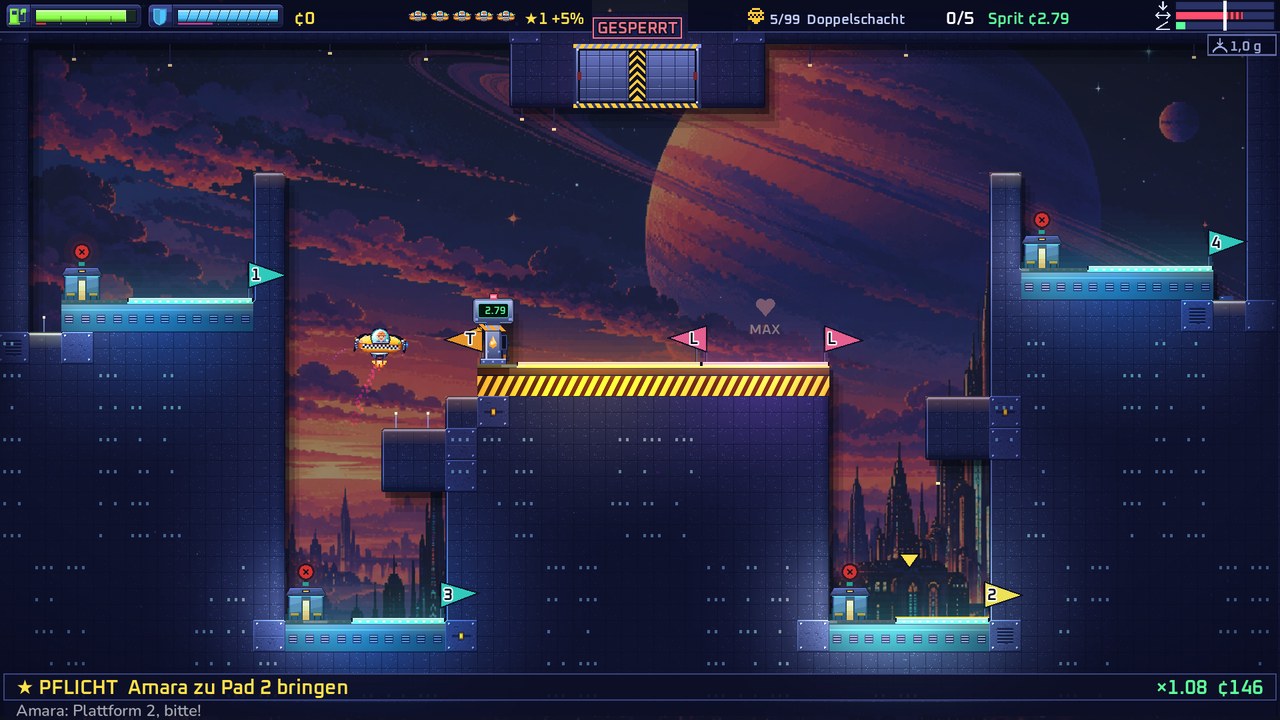 ₵0
★1 +5%
5/99 Doppelschacht
0/5
Sprit ₵2.79
GESPERRT
1,0 g
4
1
2.79
T
L
MAX
L
3
2
★ PFLICHT Amara zu Pad 2 bringen
×1.08 ₵146
Amara: Plattform 2, bitte!